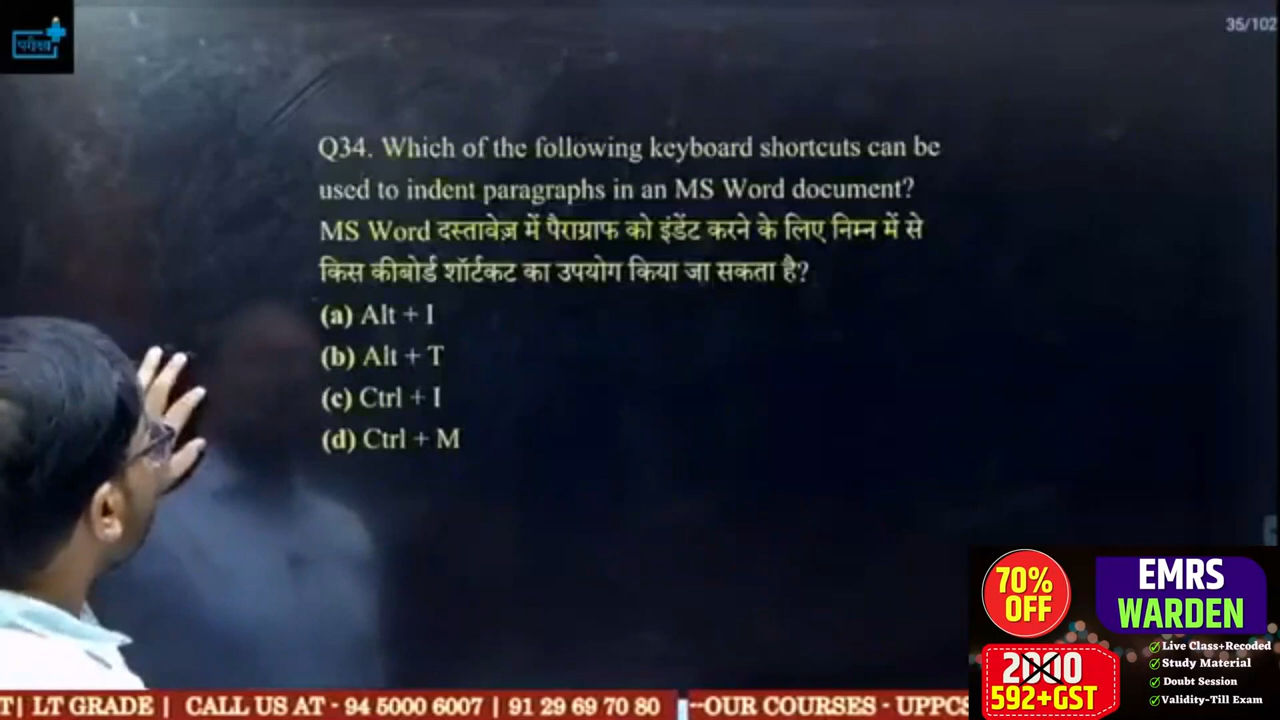 परीक्षा
35/102
Q34. Which of the following keyboard shortcuts can be
used to indent paragraphs in an MS Word document?
MS Word दस्तावेज़ में पैराग्राफ को इंडेंट करने के लिए निम्न में से
किस कीबोर्ड शॉर्टकट का उपयोग किया जा सकता है?
(a) Alt + I
(b) Alt + T
(c) Ctrl + I
(d) Ctrl + M
70%
OFF
EMRS
WARDEN
2000
592+GST
Live Class+Recoded
Study Material
Doubt Session
Validity-Till Exam
T| LT GRADE | CALL US AT - 94 5000 6007 | 91 29 69 70 80 --OUR COURSES - UPPCS